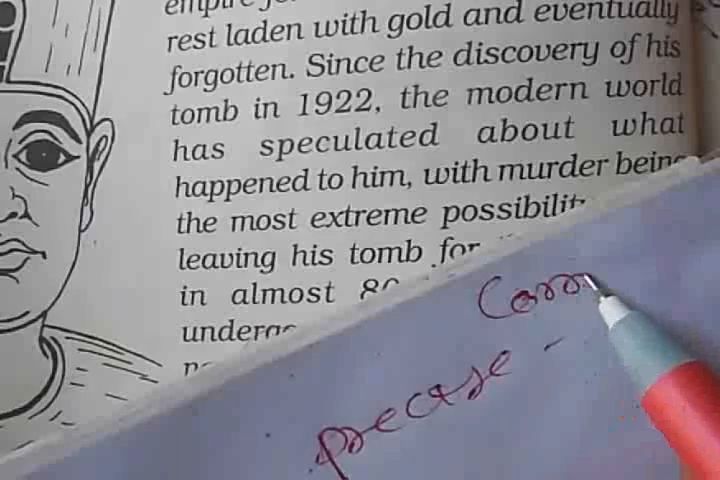 rest laden with gold and eventually
forgotten. Since the discovery of his
tomb in 1922, the modern world
has speculated about what
happened to him, with murder being
the most extreme
leaving his tomb for
in almost
precise -